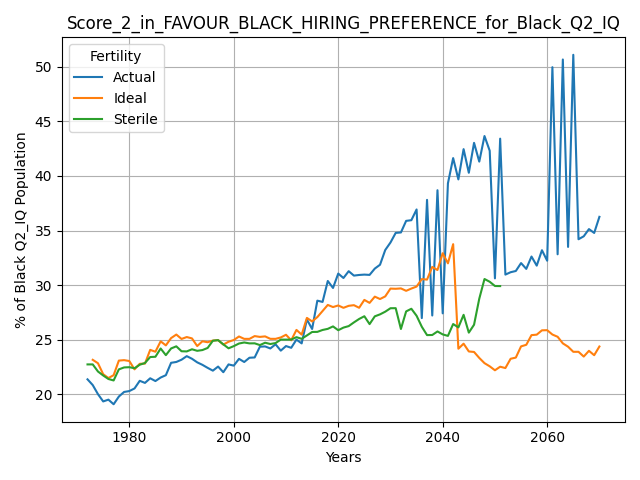 Score_2_in_FAVOUR_BLACK_HIRING_PREFERENCE_for_Black_Q2_IQ
Fertility
Actual
Ideal
Sterile
% of Black Q2_IQ Population
50
45
40
35
30
25
20
1980
2000
2020
2040
2060
Years